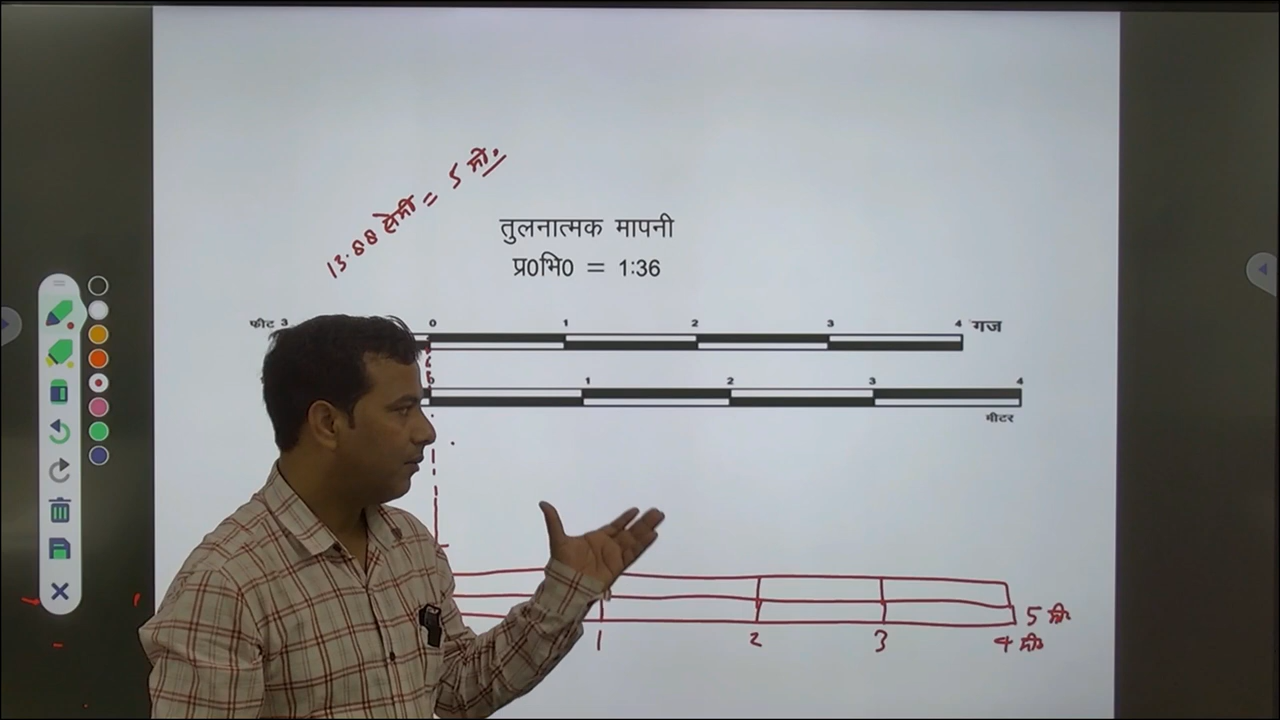 13.88 सेमी = 5 मी.
तुलनात्मक मापनी
प्र0भि0 = 1:36
फीट 3 0 1 2 3 4 गज
0 1 2 3 4
मीटर
5 मी.
1 2 3 4 मी0